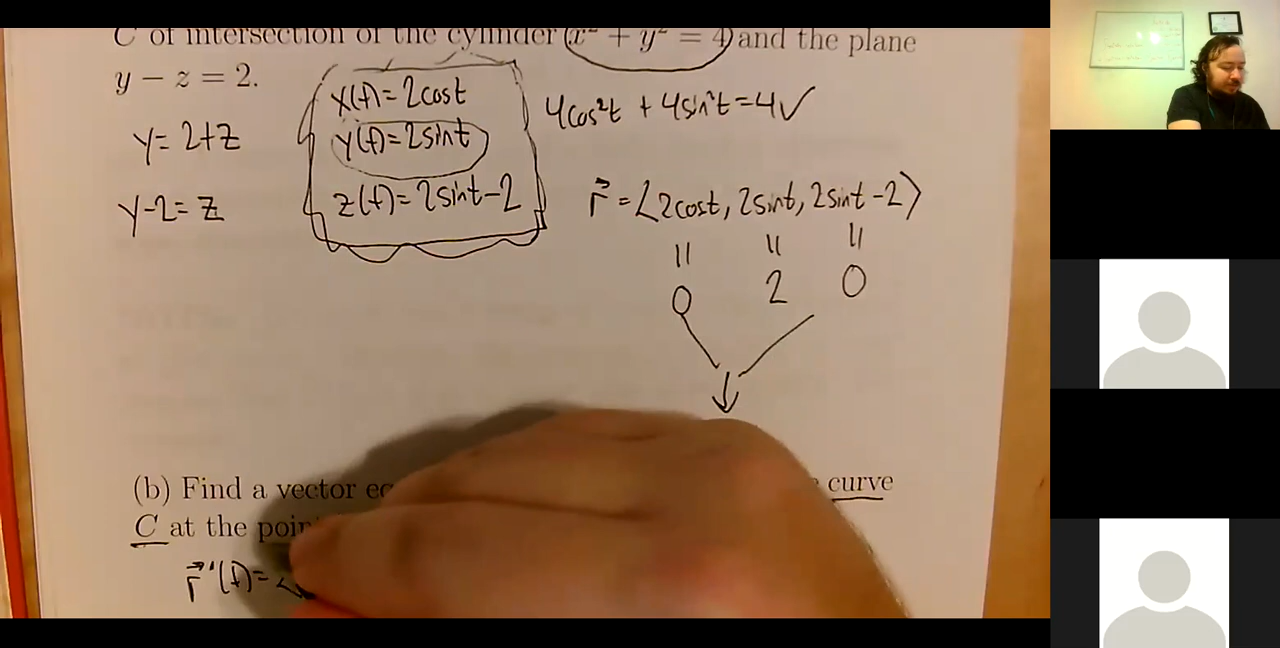 C of intersection of the cylinder (x² + y² = 4) and the plane
y − z = 2.
y = 2+z
y-2 = z
x(t) = 2cost
y(t) = 2sint
z(t) = 2sint-2
4cos²t + 4sin²t = 4 ✓
r⃗ = ⟨2cost, 2sint, 2sint-2⟩
|| || ||
0 2 0
(b) Find a vector curve
C at the
r⃗'(t) = ⟨